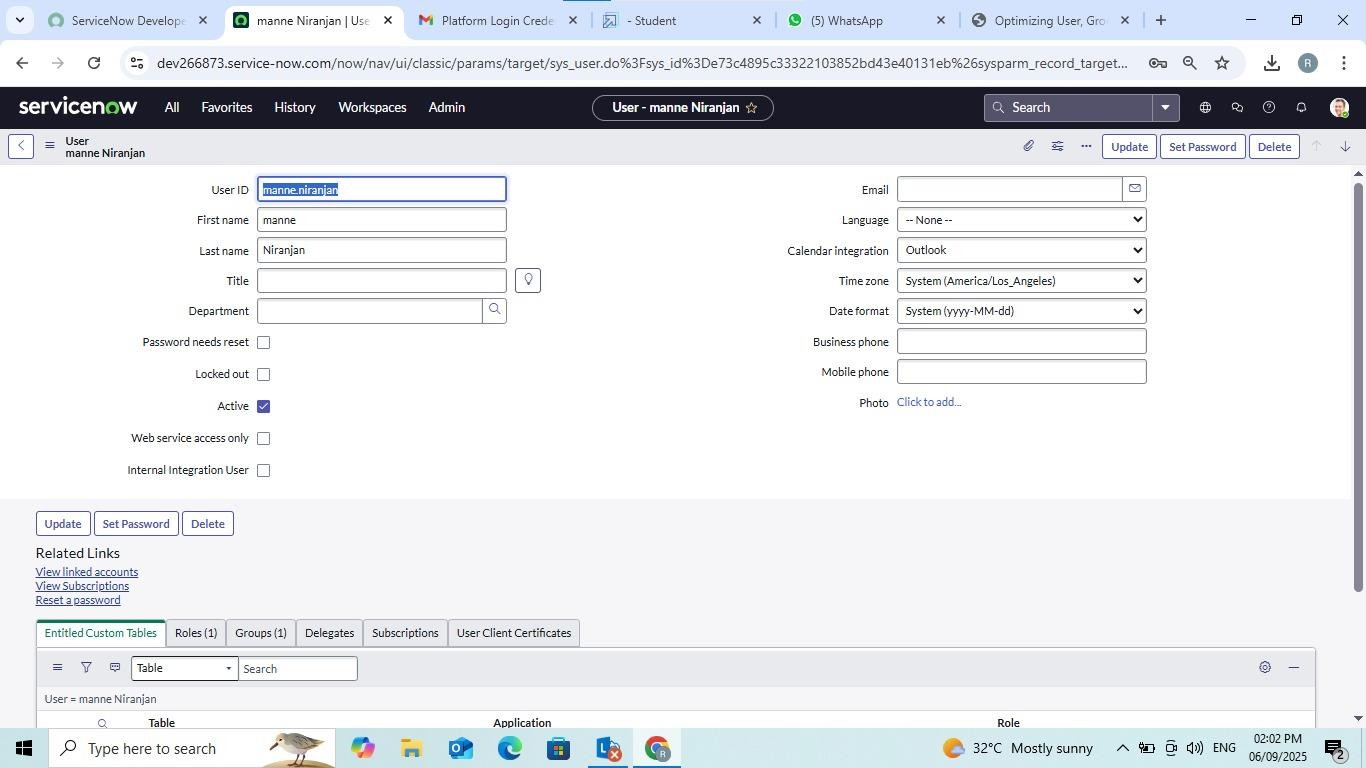 ServiceNow Develope
manne Niranjan | Use
Platform Login Crede
- Student
(5) WhatsApp
Optimizing User, Gro
dev266873.service-now.com/now/nav/ui/classic/params/target/sys_user.do%3Fsys_id%3De73c4895c33322103852bd43e40131eb%26sysparm_record_target...
R
servicenow
All
Favorites
History
Workspaces
Admin
User - manne Niranjan
Search
User
manne Niranjan
Update
Set Password
Delete
User ID
manne.niranjan
Email
First name
manne
Language
-- None --
Last name
Niranjan
Calendar integration
Outlook
Title
Time zone
System (America/Los_Angeles)
Department
Date format
System (yyyy-MM-dd)
Password needs reset
Business phone
Locked out
Mobile phone
Active
Photo
Click to add...
Web service access only
Internal Integration User
Update
Set Password
Delete
Related Links
View linked accounts
View Subscriptions
Reset a password
Entitled Custom Tables
Roles (1)
Groups (1)
Delegates
Subscriptions
User Client Certificates
Table
Search
User = manne Niranjan
Table
Application
Role
Type here to search
32°C Mostly sunny
ENG
02:02 PM
06/09/2025
2